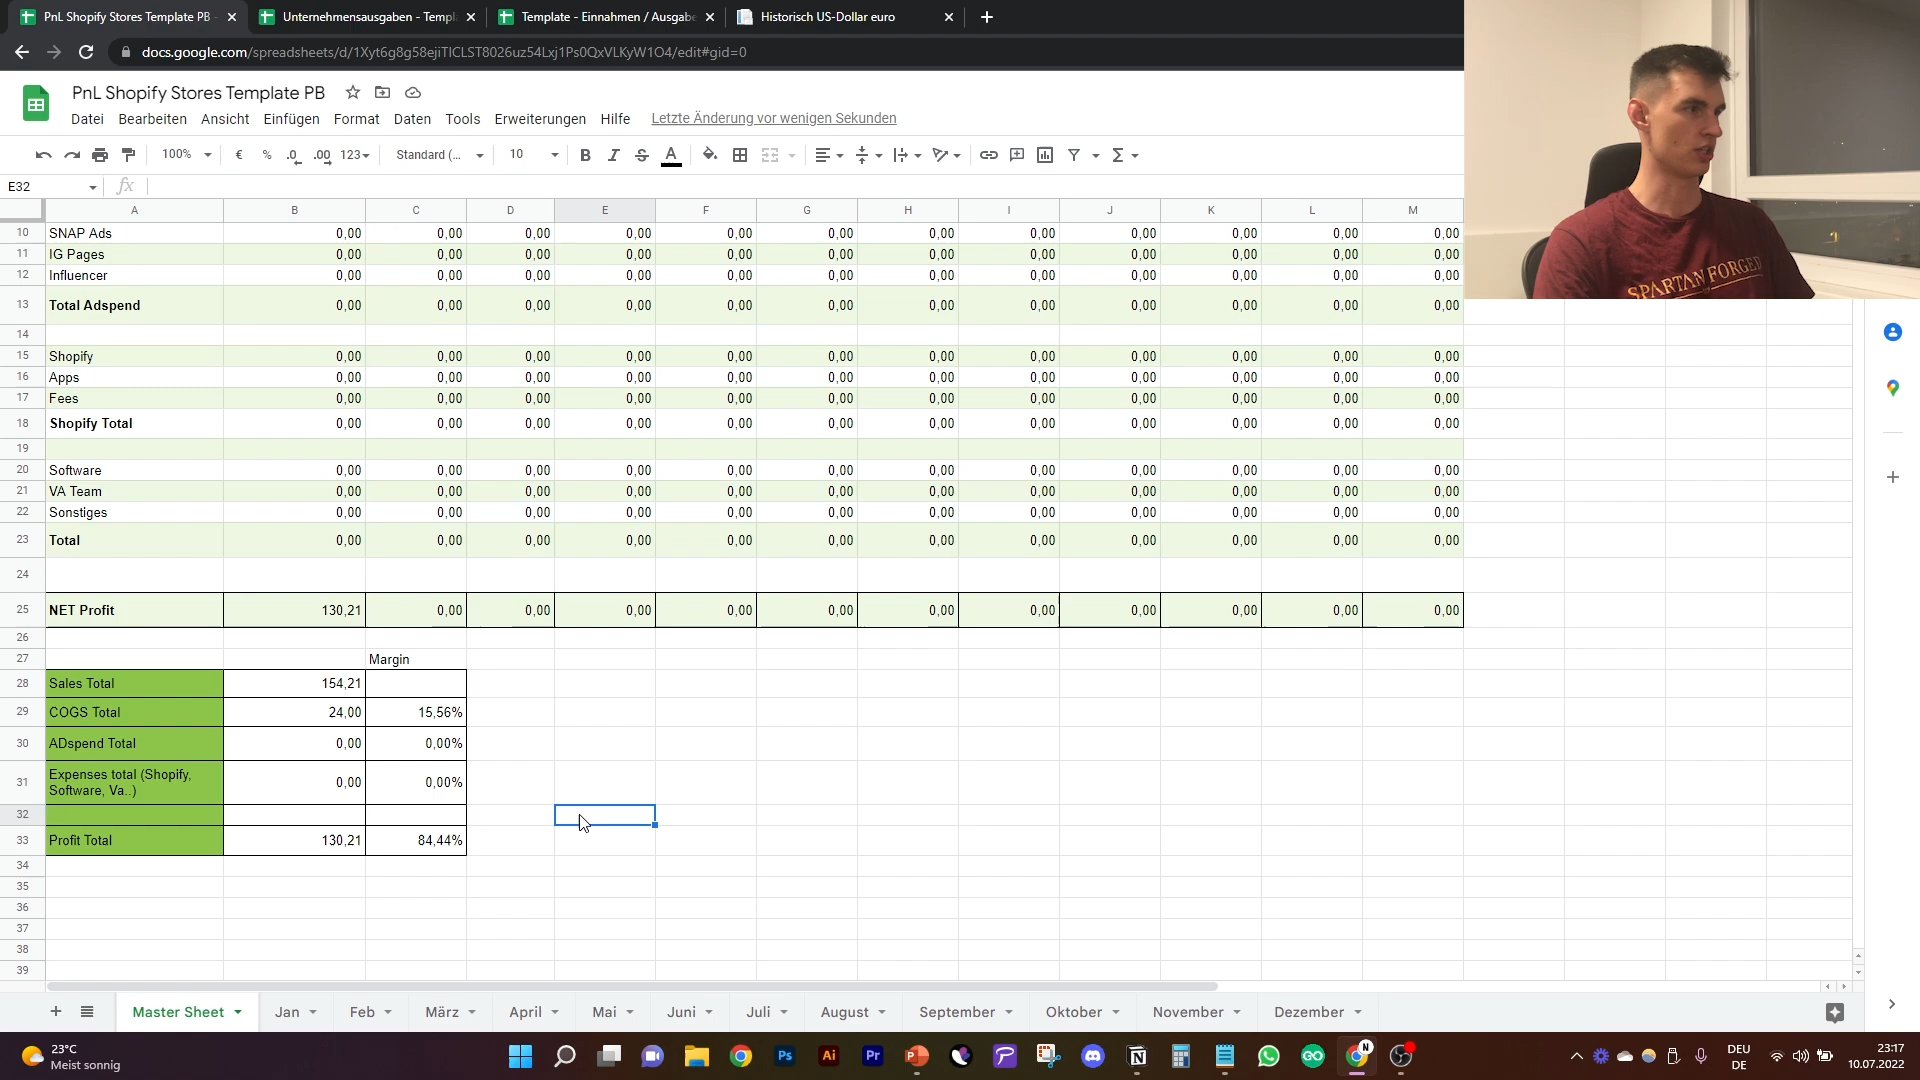 PnL Shopify Stores Template PB -
Unternehmensausgaben - Templ
Template - Einnahmen / Ausgabe
Historisch US-Dollar euro
docs.google.com/spreadsheets/d/1Xyt6g8g58ejiTlCLST8026uz54Lxj1Ps0QxVLKyW1O4/edit#gid=0
PnL Shopify Stores Template PB
Datei Bearbeiten Ansicht Einfügen Format Daten Tools Erweiterungen Hilfe Letzte Änderung vor wenigen Sekunden
100% € % .0 .00 123 Standard (... 10 B I S A
E32 fx
A B C D E F G H I J K L M
10 SNAP Ads 0,00 0,00 0,00 0,00 0,00 0,00 0,00 0,00 0,00 0,00 0,00 0,00
11 IG Pages 0,00 0,00 0,00 0,00 0,00 0,00 0,00 0,00 0,00 0,00 0,00 0,00
12 Influencer 0,00 0,00 0,00 0,00 0,00 0,00 0,00 0,00 0,00 0,00 0,00 0,00
13 Total Adspend 0,00 0,00 0,00 0,00 0,00 0,00 0,00 0,00 0,00 0,00 0,00 0,00
14
15 Shopify 0,00 0,00 0,00 0,00 0,00 0,00 0,00 0,00 0,00 0,00 0,00 0,00
16 Apps 0,00 0,00 0,00 0,00 0,00 0,00 0,00 0,00 0,00 0,00 0,00 0,00
17 Fees 0,00 0,00 0,00 0,00 0,00 0,00 0,00 0,00 0,00 0,00 0,00 0,00
18 Shopify Total 0,00 0,00 0,00 0,00 0,00 0,00 0,00 0,00 0,00 0,00 0,00 0,00
19
20 Software 0,00 0,00 0,00 0,00 0,00 0,00 0,00 0,00 0,00 0,00 0,00 0,00
21 VA Team 0,00 0,00 0,00 0,00 0,00 0,00 0,00 0,00 0,00 0,00 0,00 0,00
22 Sonstiges 0,00 0,00 0,00 0,00 0,00 0,00 0,00 0,00 0,00 0,00 0,00 0,00
23 Total 0,00 0,00 0,00 0,00 0,00 0,00 0,00 0,00 0,00 0,00 0,00 0,00
24
25 NET Profit 130,21 0,00 0,00 0,00 0,00 0,00 0,00 0,00 0,00 0,00 0,00 0,00
26
27 Margin
28 Sales Total 154,21
29 COGS Total 24,00 15,56%
30 ADspend Total 0,00 0,00%
31 Expenses total (Shopify,
Software, Va..) 0,00 0,00%
32
33 Profit Total 130,21 84,44%
34
35
36
37
38
39
Master Sheet Jan Feb März April Mai Juni Juli August September Oktober November Dezember
SPARTAN FORGED
23°C
Meist sonnig
Ps Ai Pr
DEU
DE
23:17
10.07.2022